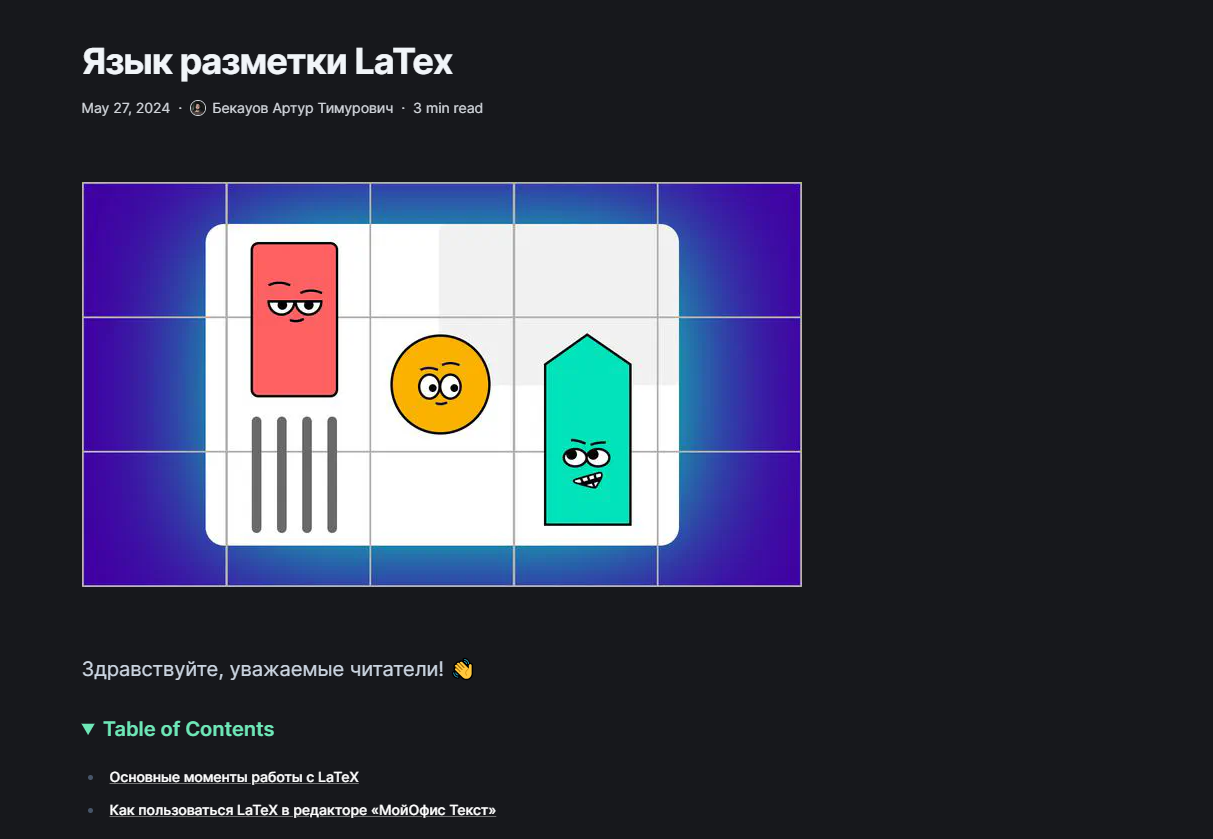 Язык разметки LaTex
May 27, 2024 · Бекауов Артур Тимурович · 3 min read
Здравствуйте, уважаемые читатели! 👋
▼ Table of Contents
• Основные моменты работы с LaTeX
• Как пользоваться LaTeX в редакторе «МойОфис Текст»